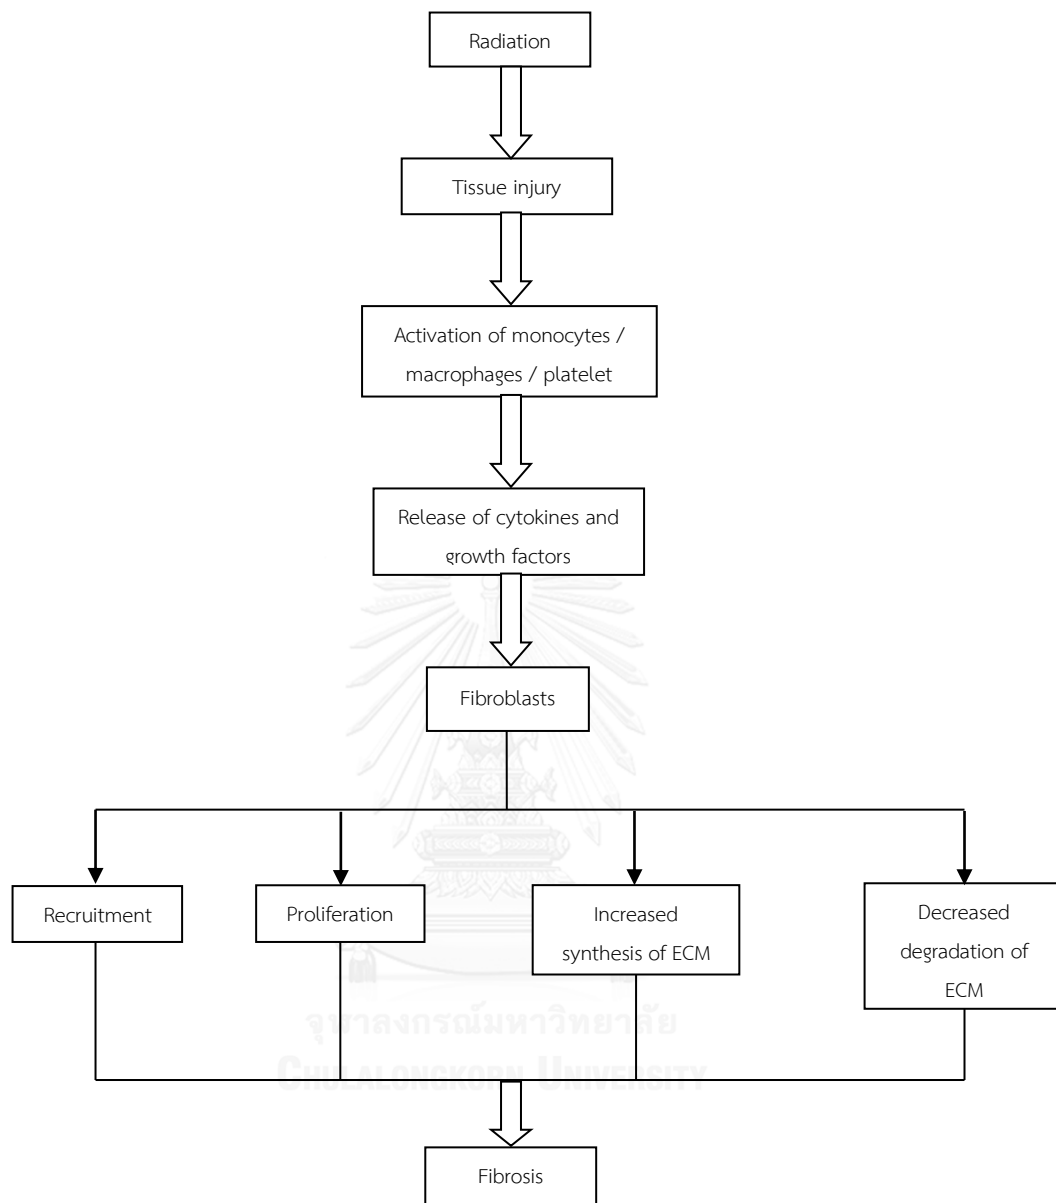 Radiation
Tissue injury
Activation of monocytes /
macrophages / platelet
Release of cytokines and
growth factors
Fibroblasts
Recruitment
Proliferation
Increased
synthesis of ECM
Decreased
degradation of
ECM
จุฬาลงกรณ์มหาวิทยาลัย
CHULALONGKORN UNIVERSITY
Fibrosis